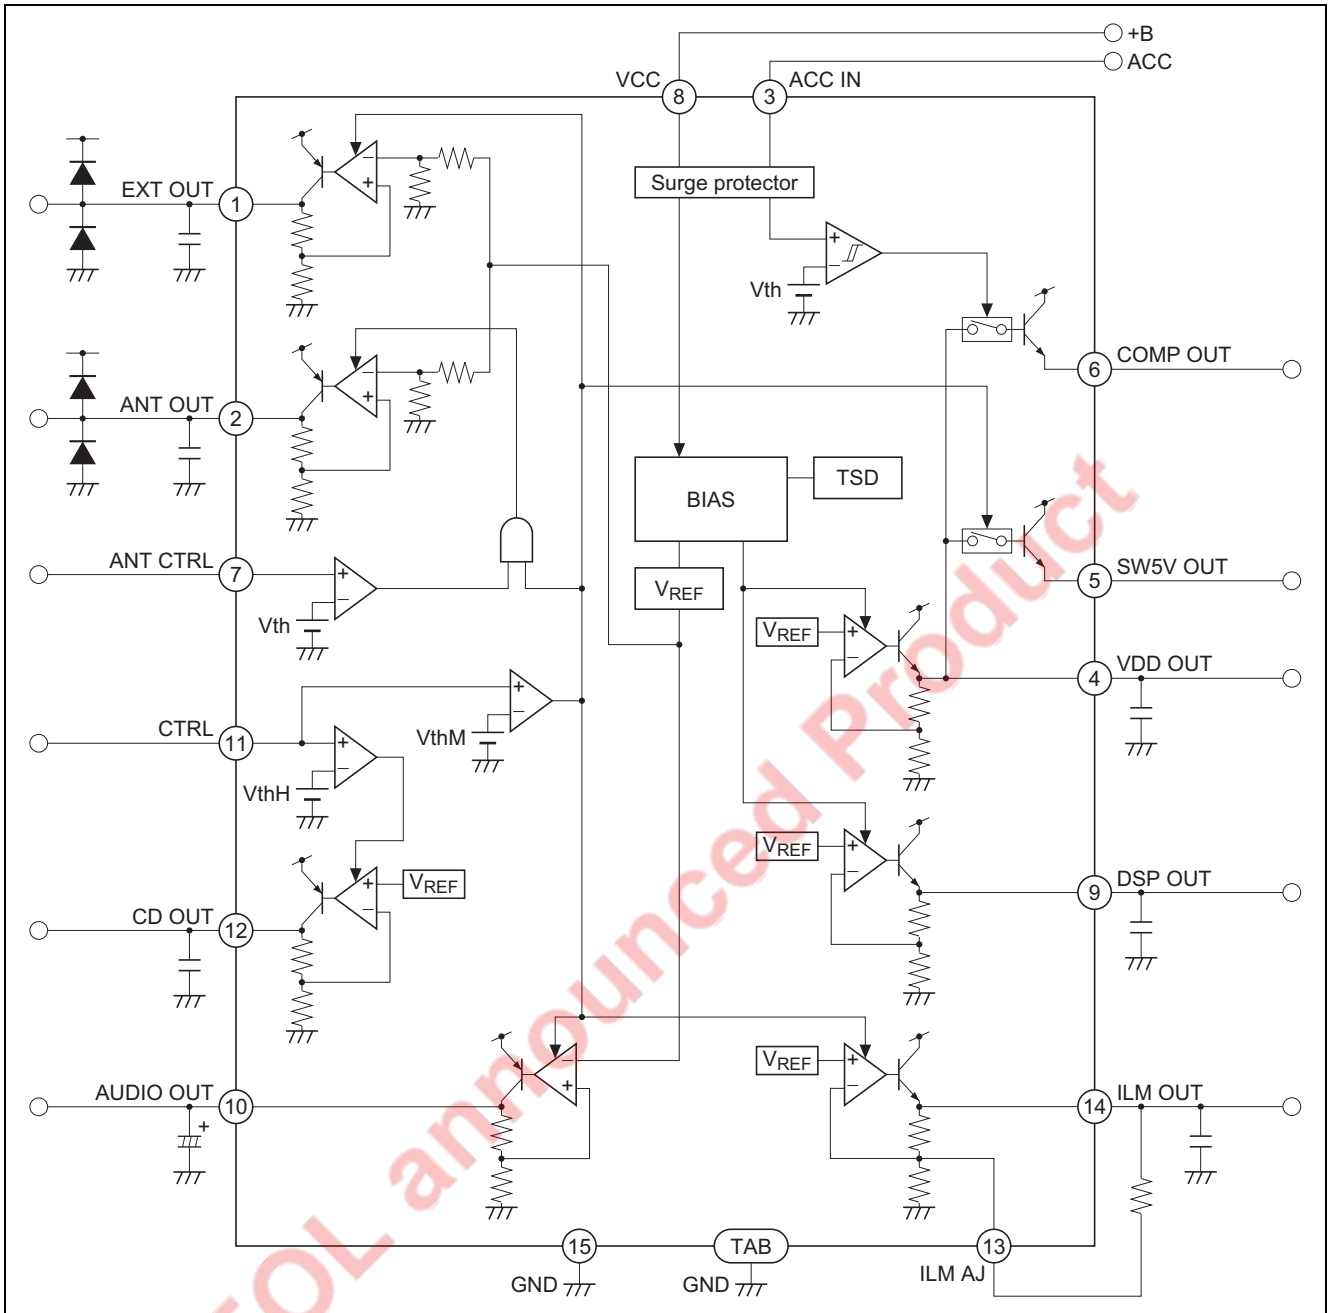 +B
ACC
VCC
8
3
ACC IN
EXT OUT
1
Surge protector
+
−
−
+
Vth
COMP OUT
6
ANT OUT
2
−
+
BIAS
TSD
ANT CTRL
7
+
−
Vth
VREF
SW5V OUT
5
VREF
+
−
VDD OUT
4
CTRL
11
+
−
VthM
+
−
VthH
VREF
+
−
CD OUT
12
+
−
VREF
DSP OUT
9
AUDIO OUT
10
+
−
+
VREF
+
−
ILM OUT
14
15
GND
TAB
GND
13
ILM AJ
EOL announced Product